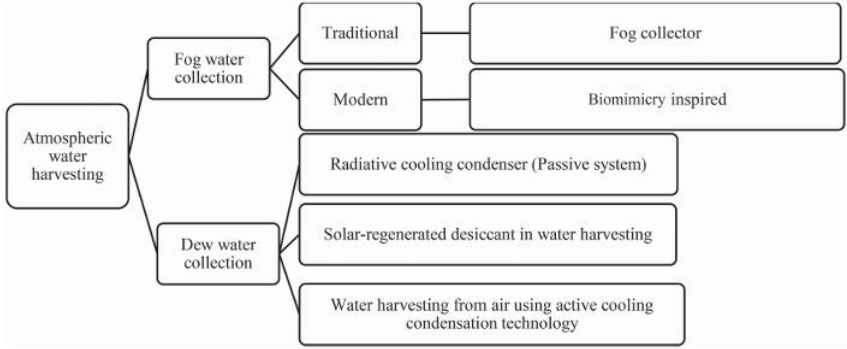 Atmospheric
water
harvesting
Fog water
collection
Traditional
Fog collector
Modern
Biomimicry inspired
Dew water
collection
Radiative cooling condenser (Passive system)
Solar-regenerated desiccant in water harvesting
Water harvesting from air using active cooling
condensation technology